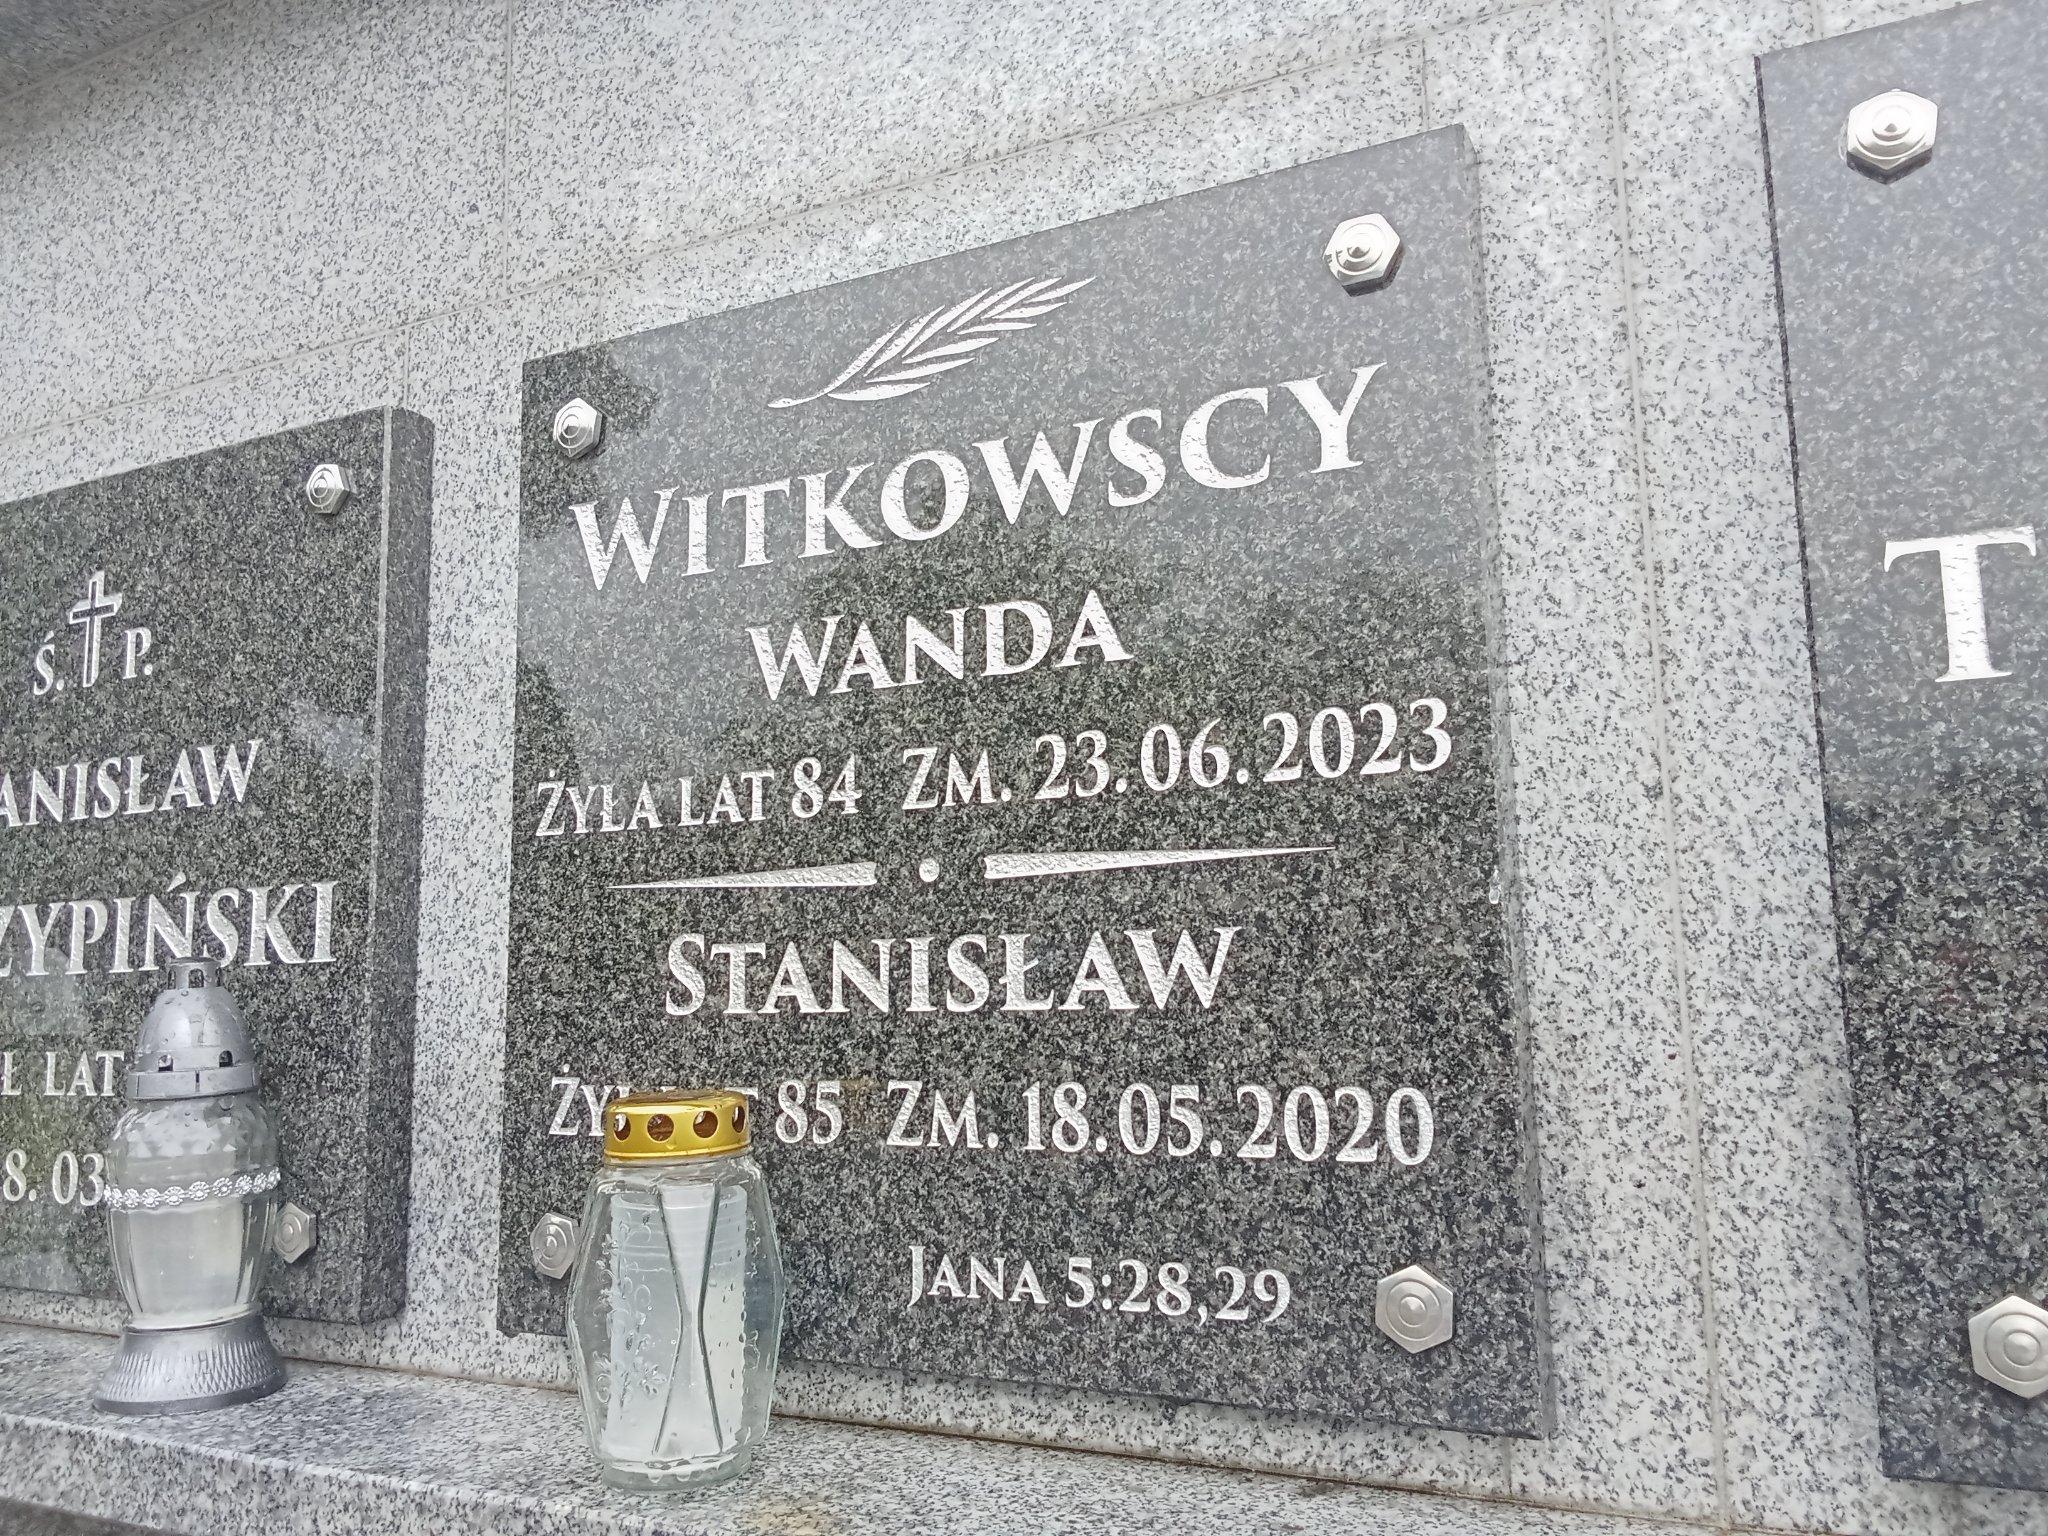 Ś. P.
ANISŁAW
ZYPIŃSKI
LAT
8.03
WITKOWSCY
WANDA
ŻYŁA LAT 84 ZM. 23.06.2023
STANISŁAW
85 ZM. 18.05.2020
JANA 5:28,29
T